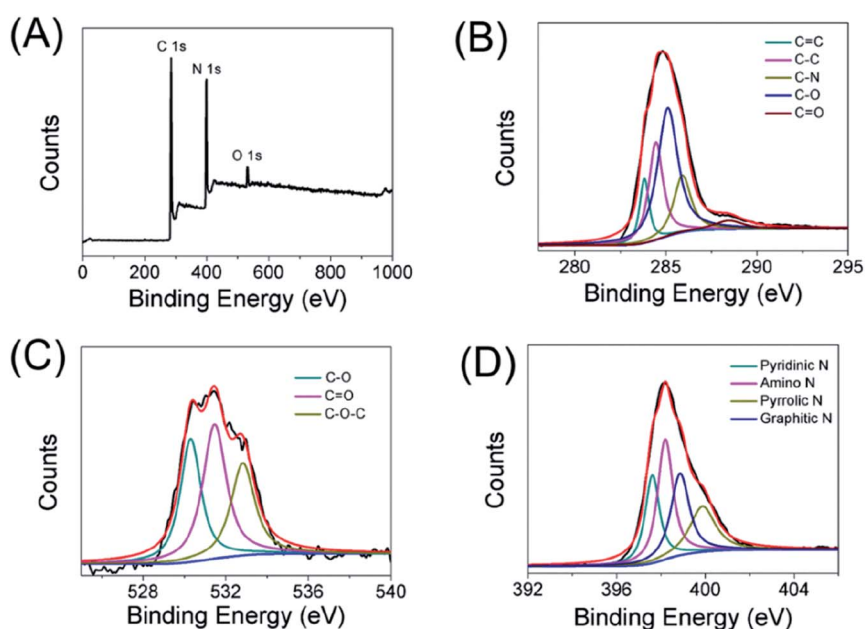 (A)
C 1s
N 1s
O 1s
Counts
0 200 400 600 800 1000
Binding Energy (eV)
(B)
C=C
C-C
C-N
C-O
C=O
Counts
280 285 290 295
Binding Energy (eV)
(C)
C-O
C=O
C-O-C
Counts
528 532 536 540
Binding Energy (eV)
(D)
Pyridinic N
Amino N
Pyrrolic N
Graphitic N
Counts
392 396 400 404
Binding Energy (eV)